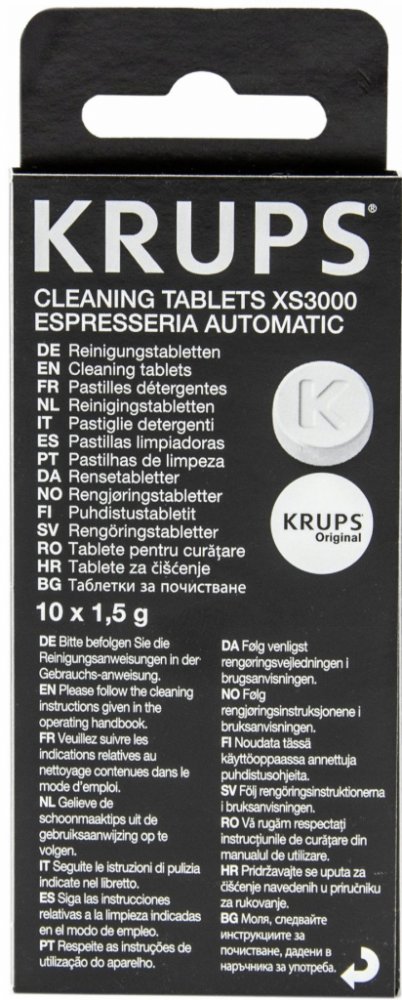 KRUPS®
CLEANING TABLETS XS3000
ESPRESSERIA AUTOMATIC
DE Reinigungstabletten
EN Cleaning tablets
FR Pastilles détergentes
NL Reinigingstabletten
IT Pastiglie detergenti
ES Pastillas limpiadoras
PT Pastilhas de limpeza
DA Rensetabletter
NO Rengjøringstabletter
FI Puhdistustabletit
SV Rengöringstabletter
RO Tablete pentru curățare
HR Tablete za čišćenje
BG Таблетки за почистване
K
KRUPS
Original
10 x 1,5 g
DE Bitte befolgen Sie die
Reinigungsanweisungen in der
Gebrauchs-anweisung.
EN Please follow the cleaning
instructions given in the
operating handbook.
FR Veuillez suivre les
indications relatives au
nettoyage contenues dans le
mode d'emploi.
NL Gelieve de
schoonmaaktips uit de
gebruiksaanwijzing op te
volgen.
IT Seguite le istruzioni di pulizia
indicate nel libretto.
ES Siga las instrucciones
relativas a la limpieza indicadas
en el modo de empleo.
PT Respeite as instruções de
utilização do aparelho.
DA Følg venligst
rengøringsvejledningen i
brugsanvisningen.
NO Følg
rengjøringsinstruksjonene i
bruksanvisningen.
FI Noudata tässä
käyttöoppaassa annettuja
puhdistusohjeita.
SV Följ rengöringsinstruktionerna
i bruksanvisningen.
RO Vă rugăm respectați
instrucțiunile de curățare din
manualul de utilizare.
HR Pridržavajte se uputa za
čišćenje navedenih u priručniku
za rukovanje.
BG Моля, следвайте
инструкциите за
почистване, дадени в
наръчника за употреба.